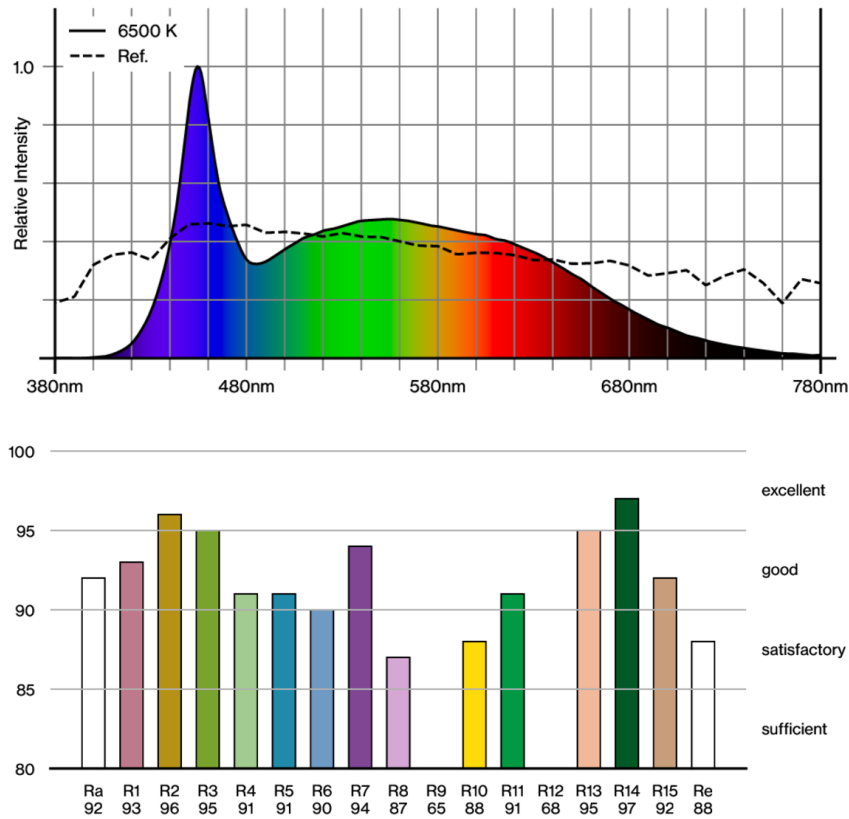 6500 K
Ref.
1.0
Relative Intensity
380nm 480nm 580nm 680nm 780nm
100
excellent
95
good
90
satisfactory
85
sufficient
80
Ra R1 R2 R3 R4 R5 R6 R7 R8 R9 R10 R11 R12 R13 R14 R15 Re
92 93 96 95 91 91 90 94 87 65 88 91 68 95 97 92 88